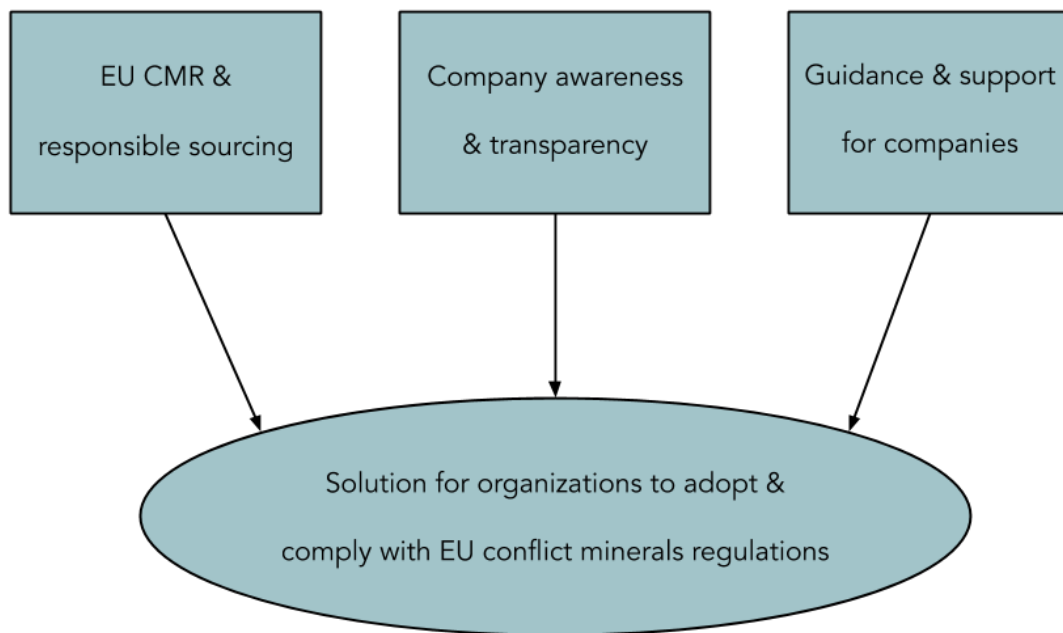 EU CMR &
responsible sourcing
Company awareness
& transparency
Guidance & support
for companies
Solution for organizations to adopt &
comply with EU conflict minerals regulations